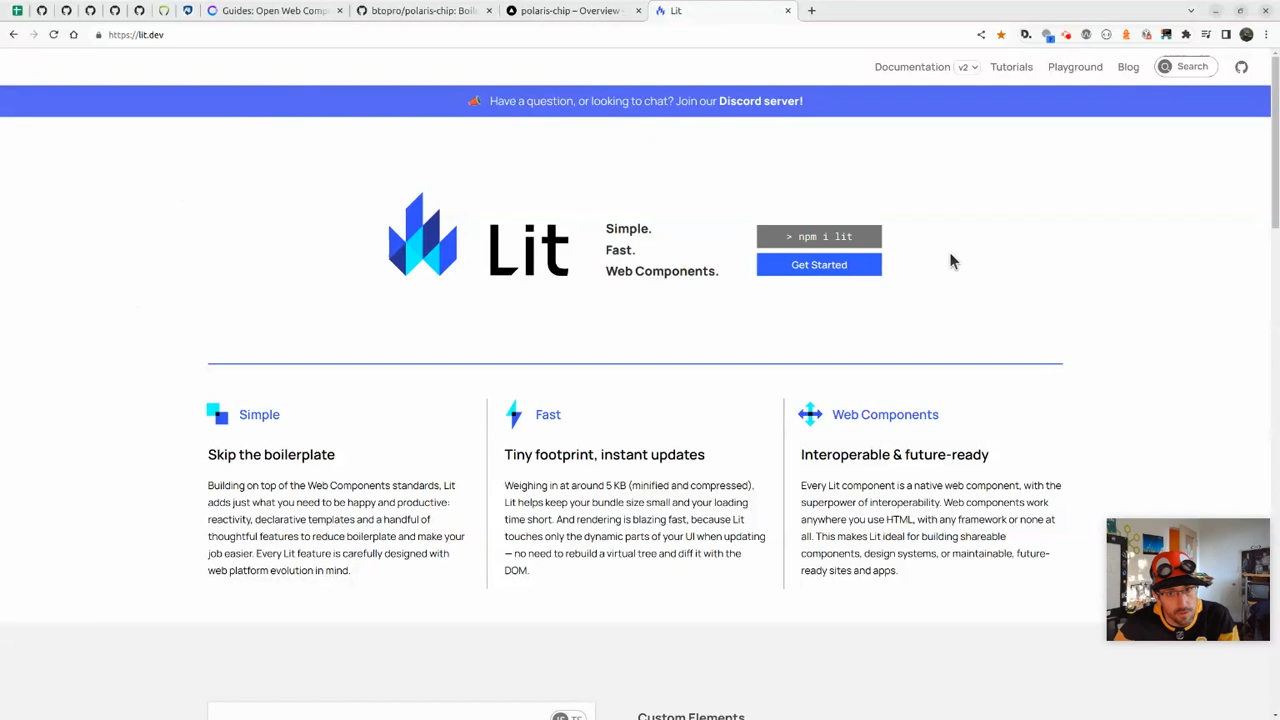 Guides: Open Web Comp
btopro/polaris-chip: Boil
polaris-chip – Overview
Lit
https://lit.dev
Documentation v2 Tutorials Playground Blog Search
Have a question, or looking to chat? Join our Discord server!
Lit
Simple.
Fast.
Web Components.
> npm i lit
Get Started
Simple
Skip the boilerplate
Building on top of the Web Components standards, Lit
adds just what you need to be happy and productive:
reactivity, declarative templates and a handful of
thoughtful features to reduce boilerplate and make your
job easier. Every Lit feature is carefully designed with
web platform evolution in mind.
Fast
Tiny footprint, instant updates
Weighing in at around 5 KB (minified and compressed),
Lit helps keep your bundle size small and your loading
time short. And rendering is blazing fast, because Lit
touches only the dynamic parts of your UI when updating
— no need to rebuild a virtual tree and diff it with the
DOM.
Web Components
Interoperable & future-ready
Every Lit component is a native web component, with the
superpower of interoperability. Web components work
anywhere you use HTML, with any framework or none at
all. This makes Lit ideal for building shareable
components, design systems, or maintainable, future-
ready sites and apps.
JS TS
Custom Elements